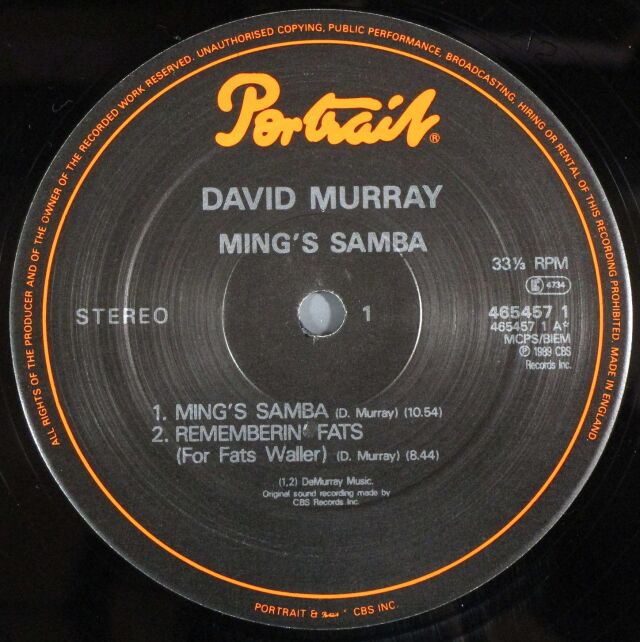 ALL RIGHTS OF THE PRODUCER AND OF THE OWNER OF THE RECORDED WORK RESERVED. UNAUTHORISED COPYING, PUBLIC PERFORMANCE, BROADCASTING, HIRING OR RENTAL OF THIS RECORDING PROHIBITED. MADE IN ENGLAND.
Portrait®
DAVID MURRAY
MING'S SAMBA
33⅓ RPM
4734
STEREO
1
465457 1
465457 1 A*
MCPS/BIEM
℗ 1989 CBS
Records Inc.
1. MING'S SAMBA (D. Murray) (10.54)
2. REMEMBERIN' FATS
(For Fats Waller) (D. Murray) (8.44)
(1,2) DeMurray Music.
Original sound recording made by
CBS Records Inc.
PORTRAIT & Portrait ® CBS INC.